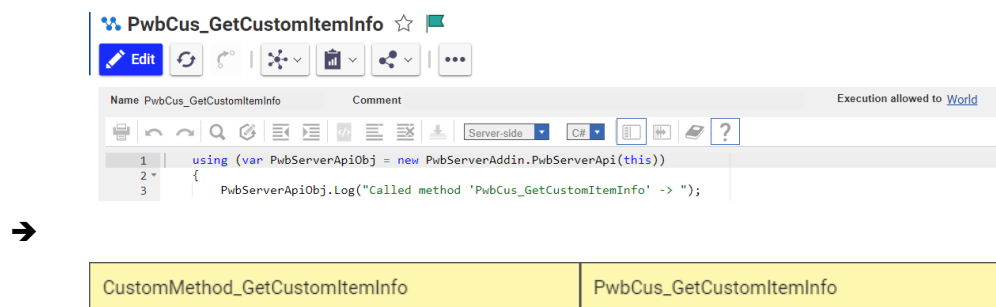 PwbCus_GetCustomItemInfo
Edit
Name PwbCus_GetCustomItemInfo Comment Execution allowed to World
Server-side C# ?
1 using (var PwbServerApiObj = new PwbServerAddin.PwbServerApi(this))
2 {
3 PwbServerApiObj.Log("Called method 'PwbCus_GetCustomItemInfo' -> ");
CustomMethod_GetCustomItemInfo PwbCus_GetCustomItemInfo